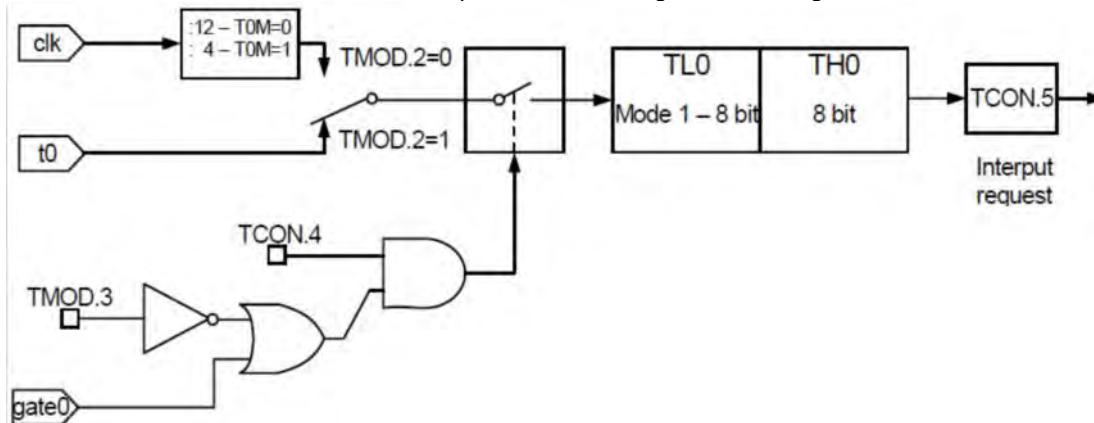 clk
:12 – T0M=0
: 4 – T0M=1
TMOD.2=0
t0
TMOD.2=1
TL0
Mode 1 – 8 bit
TH0
8 bit
TCON.5
Interput
request
TCON.4
TMOD.3
gate0